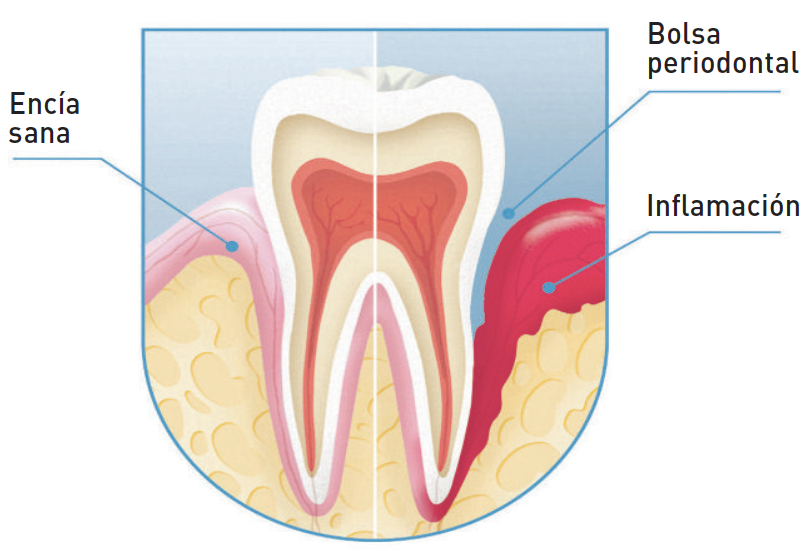 Encía
sana
Bolsa
periodontal
Inflamación